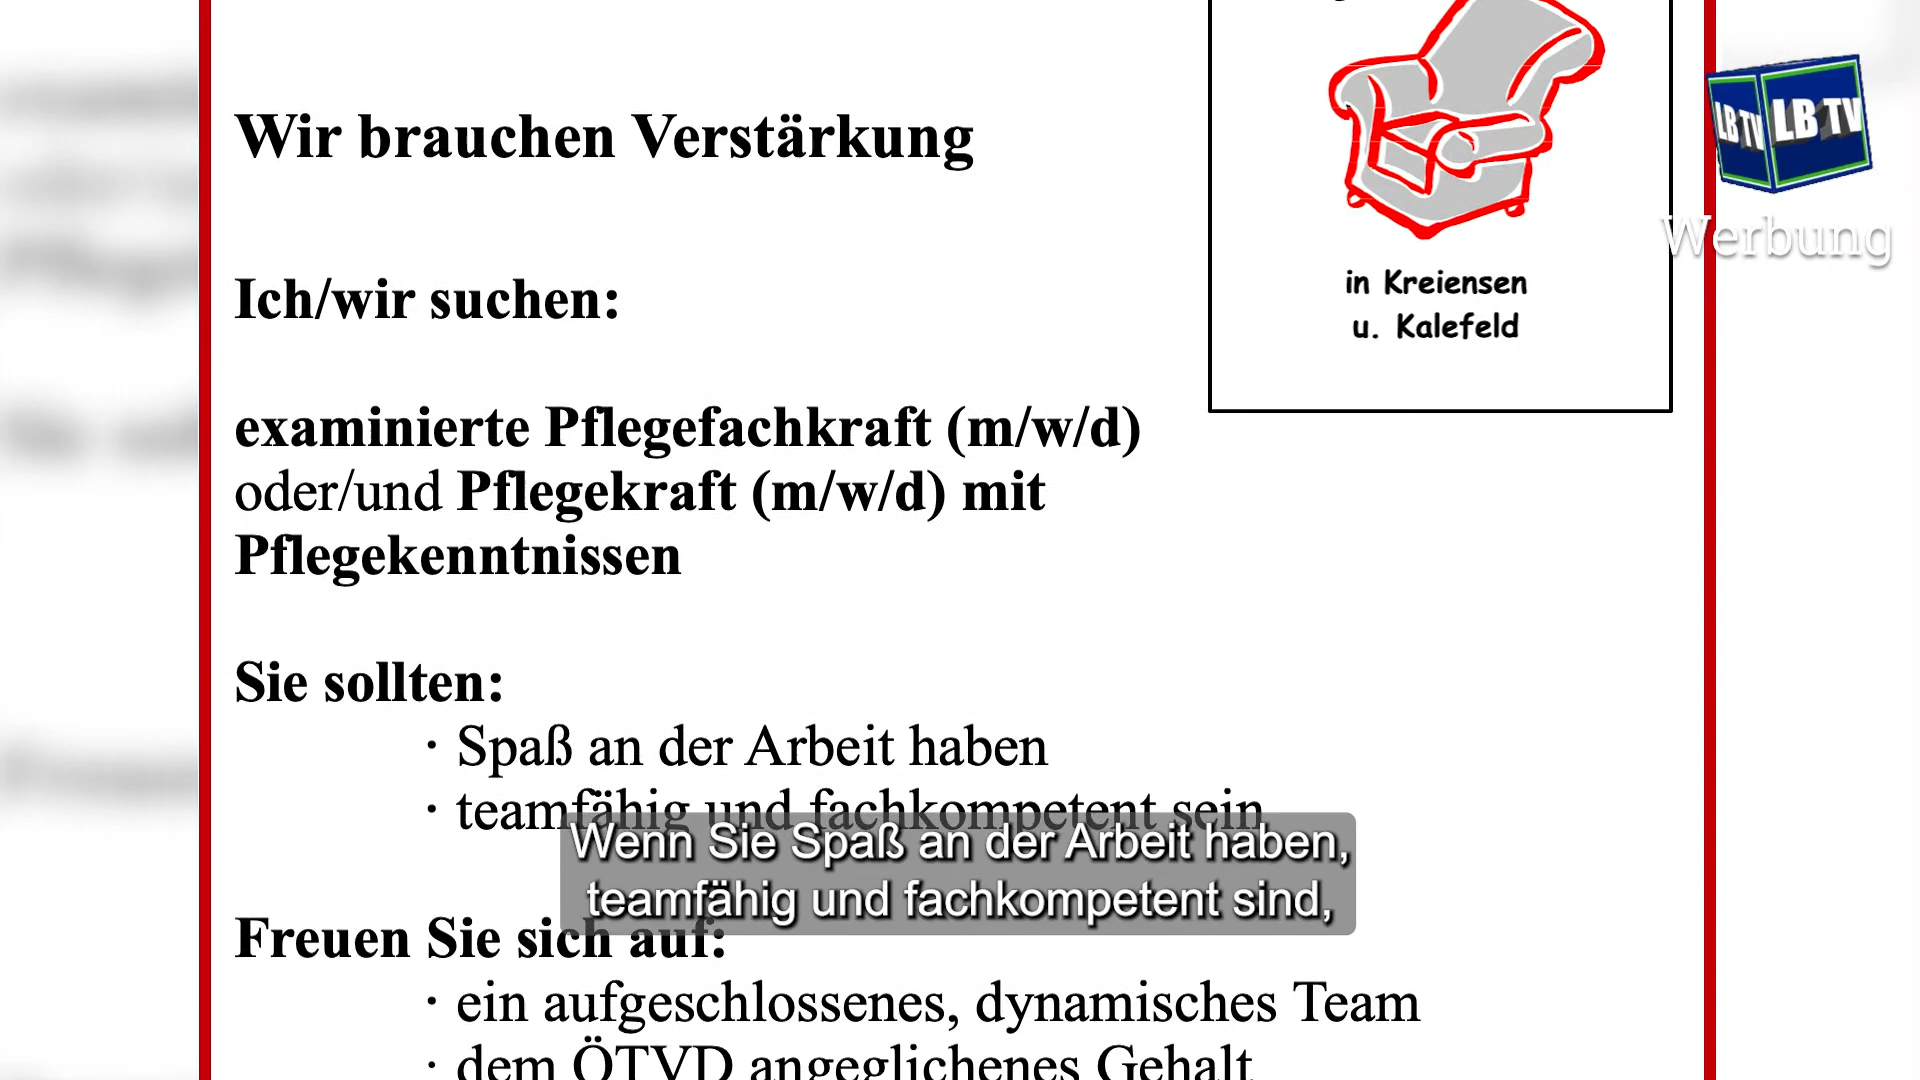 Wir brauchen Verstärkung
Ich/wir suchen:
examinierte Pflegefachkraft (m/w/d)
oder/und Pflegekraft (m/w/d) mit
Pflegekenntnissen
Sie sollten:
· Spaß an der Arbeit haben
· teamfähig und fachkompetent sein
Freuen Sie sich auf:
· ein aufgeschlossenes, dynamisches Team
· dem ÖTVD angeglichenes Gehalt
in Kreiensen
u. Kalefeld
LB TV LB TV
Werbung
Wenn Sie Spaß an der Arbeit haben,
teamfähig und fachkompetent sind,